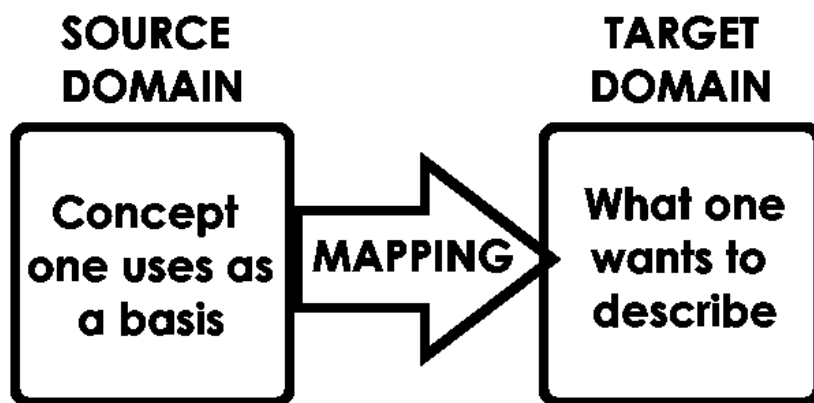 SOURCE
DOMAIN
Concept
one uses as
a basis
MAPPING
TARGET
DOMAIN
What one
wants to
describe